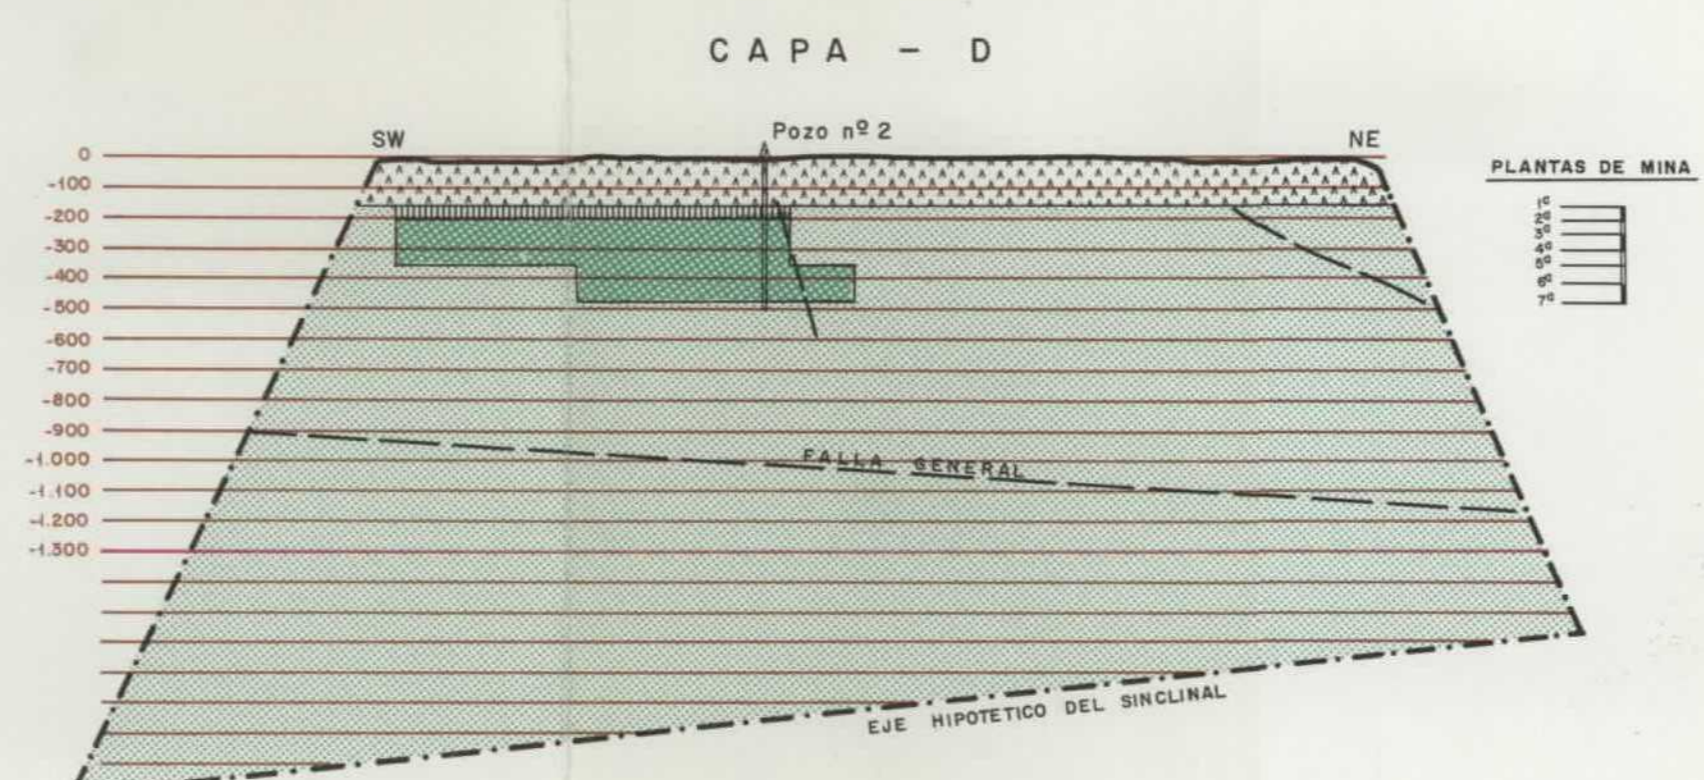 CAPA - D
SW
Pozo nº 2
NE
0
-100
-200
-300
-400
-500
-600
-700
-800
-900
-1.000
-1.100
-1.200
-1.300
PLANTAS DE MINA
1ª
2ª
3ª
4ª
5ª
6ª
7ª
FALLA GENERAL
EJE HIPOTETICO DEL SINCLINAL